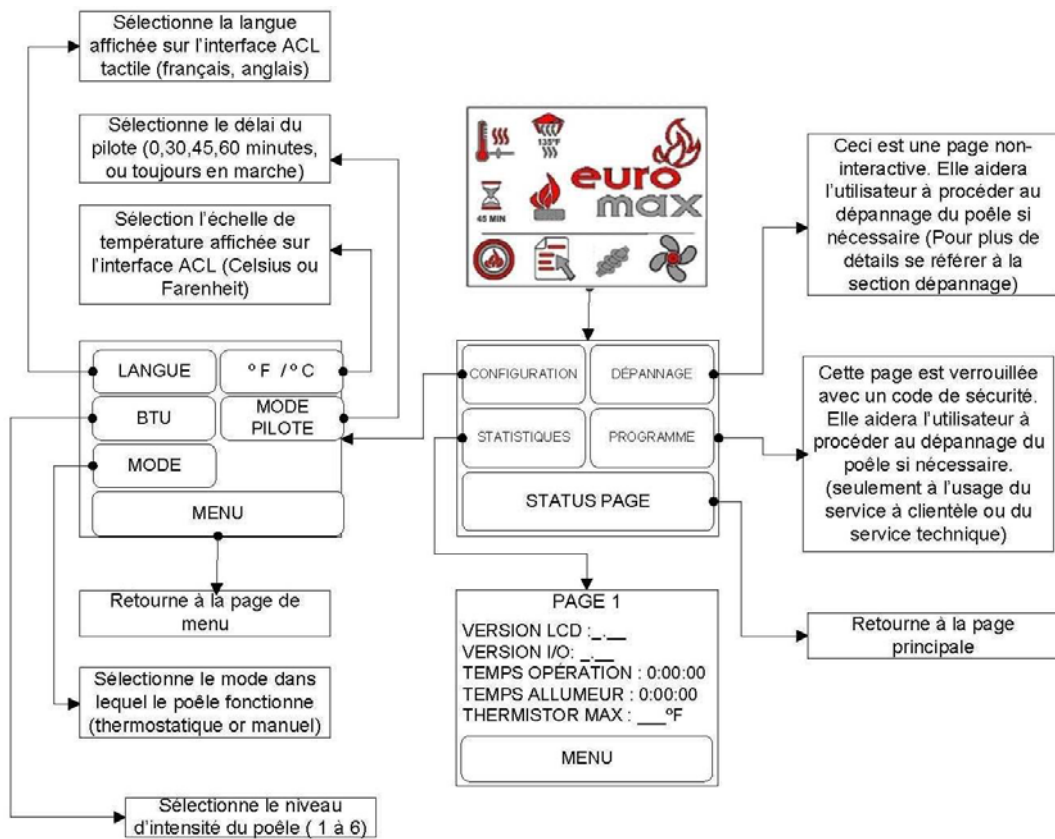 Sélectionne la langue
affichée sur l'interface ACL
tactile (français, anglais)
Sélectionne le délai du
pilote (0,30,45,60 minutes,
ou toujours en marche)
Sélection l'échelle de
température affichée sur
l'interface ACL (Celsius ou
Farenheit)
135°F
euro
max
45 MIN
Ceci est une page non-
interactive. Elle aidera
l'utilisateur à procéder au
dépannage du poêle si
nécessaire (Pour plus de
détails se référer à la
section dépannage)
LANGUE
º F / º C
BTU
MODE
PILOTE
MODE
MENU
CONFIGURATION
DÉPANNAGE
STATISTIQUES
PROGRAMME
STATUS PAGE
Cette page est verrouillée
avec un code de sécurité.
Elle aidera l'utilisateur à
procéder au dépannage du
poêle si nécessaire.
(seulement à l'usage du
service à clientèle ou du
service technique)
Retourne à la page de
menu
PAGE 1
VERSION LCD :_.__
VERSION I/O: _.__
TEMPS OPÉRATION : 0:00:00
TEMPS ALLUMEUR : 0:00:00
THERMISTOR MAX : ___ºF
MENU
Retourne à la page
principale
Sélectionne le mode dans
lequel le poêle fonctionne
(thermostatique or manuel)
Sélectionne le niveau
d'intensité du poêle ( 1 à 6)